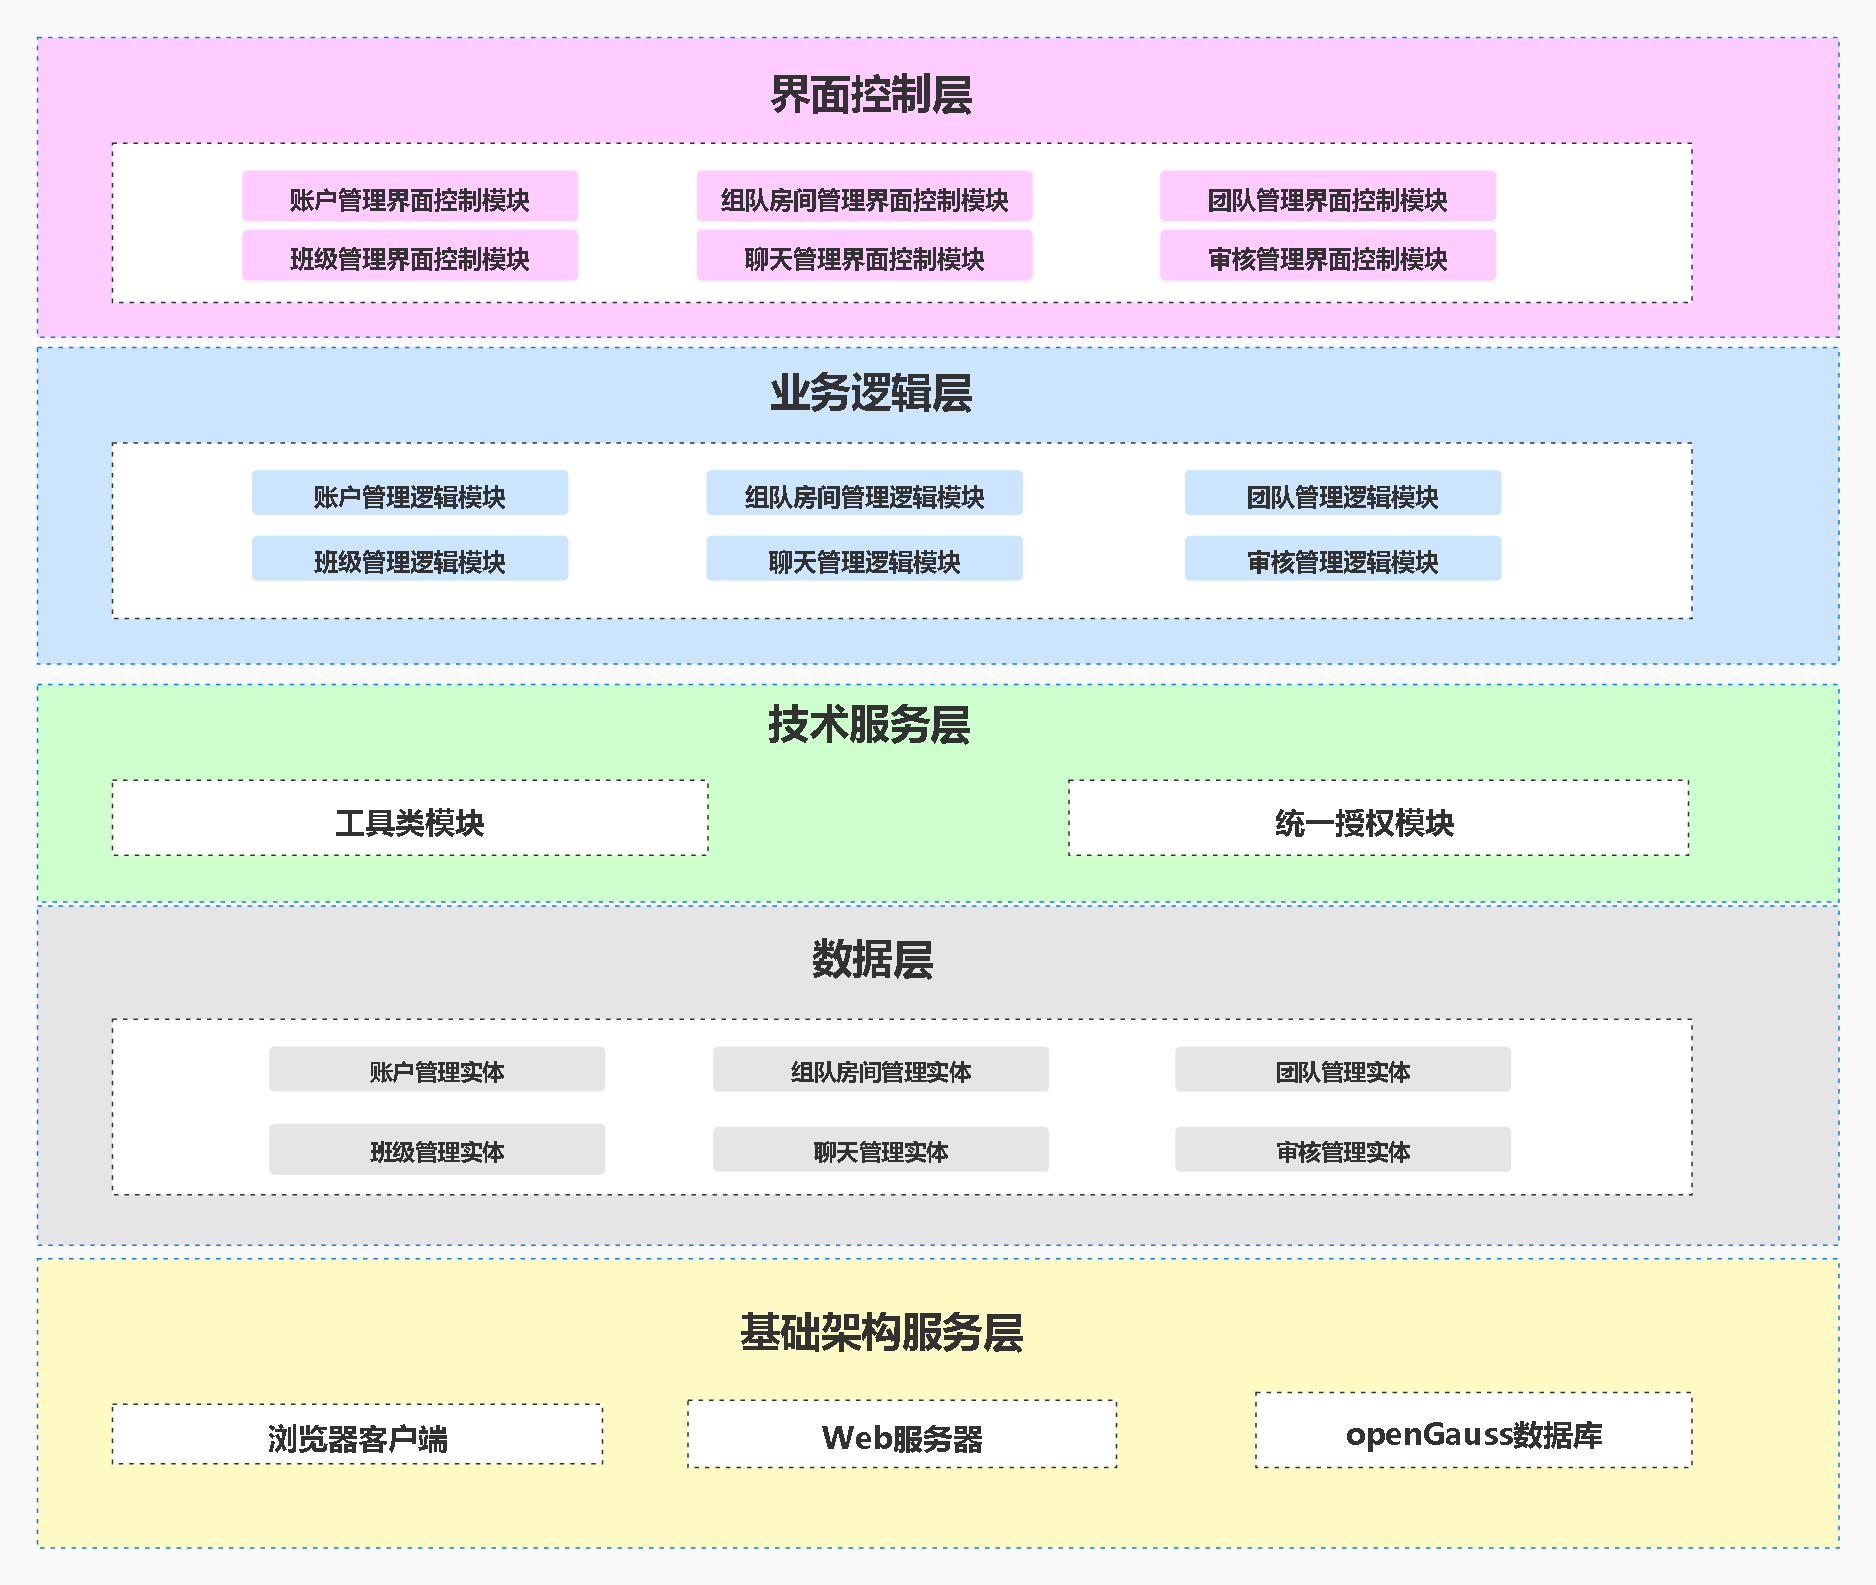 界面控制层
账户管理界面控制模块
组队房间管理界面控制模块
团队管理界面控制模块
班级管理界面控制模块
聊天管理界面控制模块
审核管理界面控制模块
业务逻辑层
账户管理逻辑模块
组队房间管理逻辑模块
团队管理逻辑模块
班级管理逻辑模块
聊天管理逻辑模块
审核管理逻辑模块
技术服务层
工具类模块
统一授权模块
数据层
账户管理实体
组队房间管理实体
团队管理实体
班级管理实体
聊天管理实体
审核管理实体
基础架构服务层
浏览器客户端
Web服务器
openGauss数据库